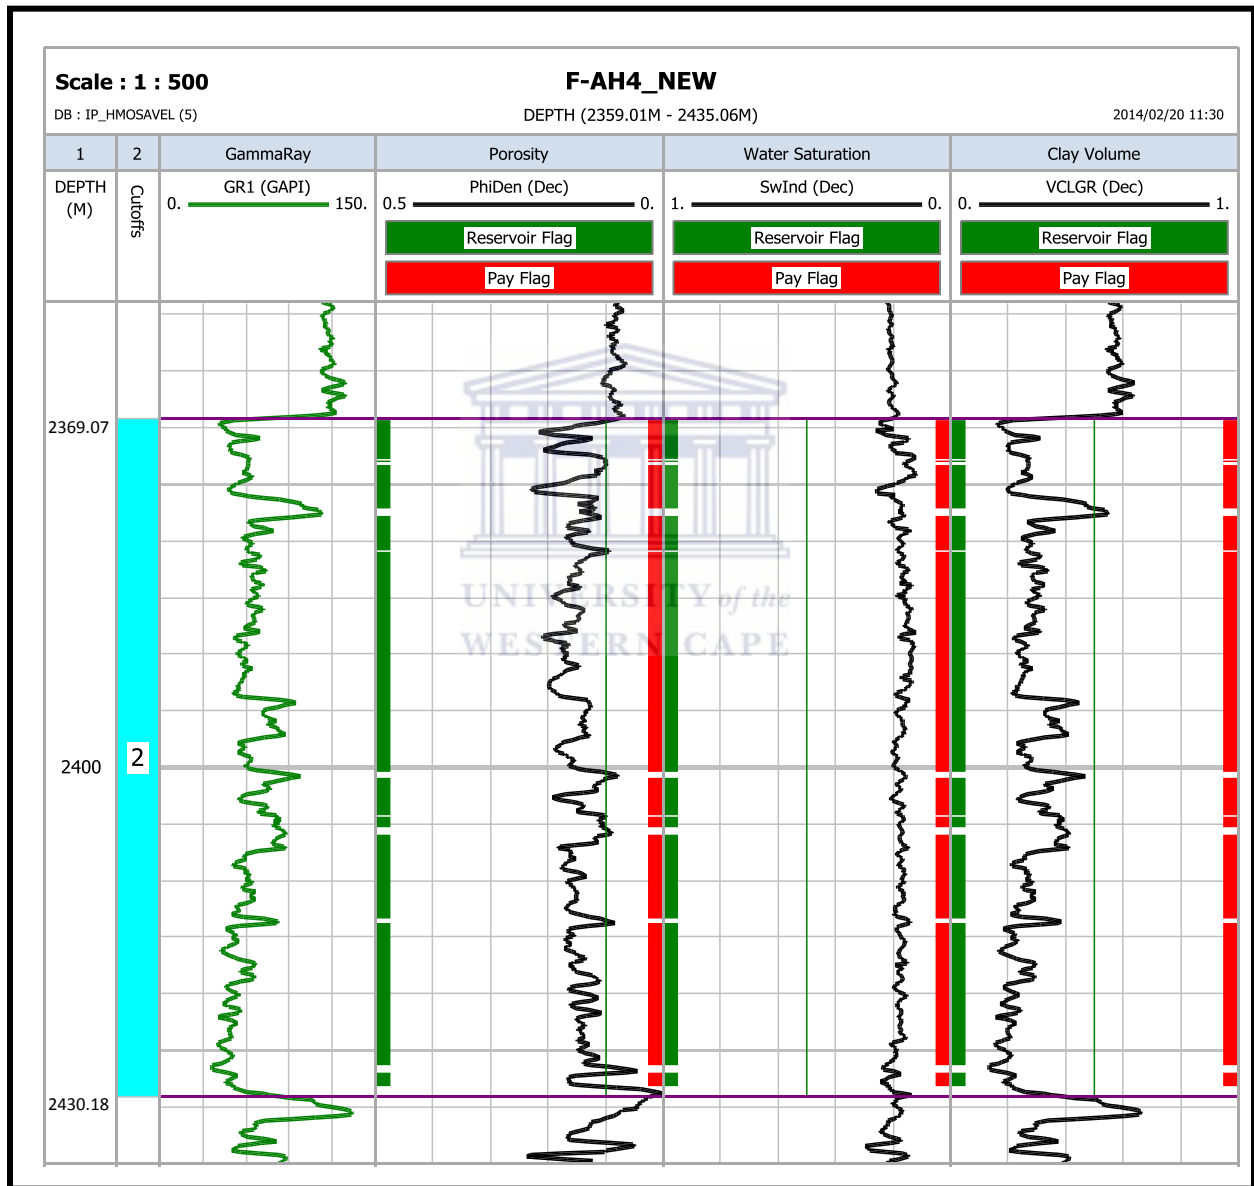 Scale : 1 : 500
F-AH4_NEW
DB : IP_HMOSAVEL (5)
DEPTH (2359.01M - 2435.06M)
2014/02/20 11:30
1 2 GammaRay Porosity Water Saturation Clay Volume
DEPTH (M)
Cutoffs
GR1 (GAPI)
0. 150.
PhiDen (Dec)
0.5 0.
Reservoir Flag
Pay Flag
SwInd (Dec)
1. 0.
Reservoir Flag
Pay Flag
VCLGR (Dec)
0. 1.
Reservoir Flag
Pay Flag
2369.07
UNIVERSITY of the
WESTERN CAPE
2400
2
2430.18